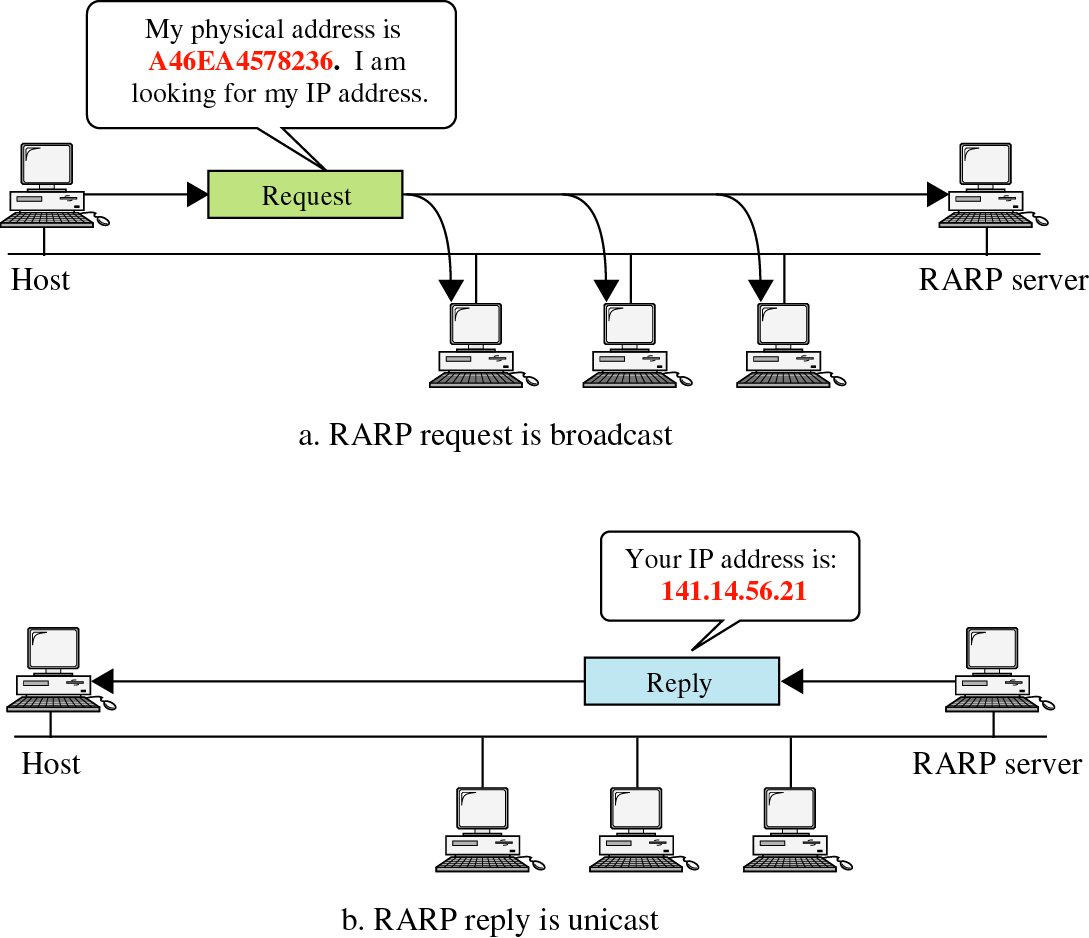 My physical address is
A46EA4578236. I am
looking for my IP address.
Request
Host
RARP server
a. RARP request is broadcast
Your IP address is:
141.14.56.21
Reply
Host
RARP server
b. RARP reply is unicast